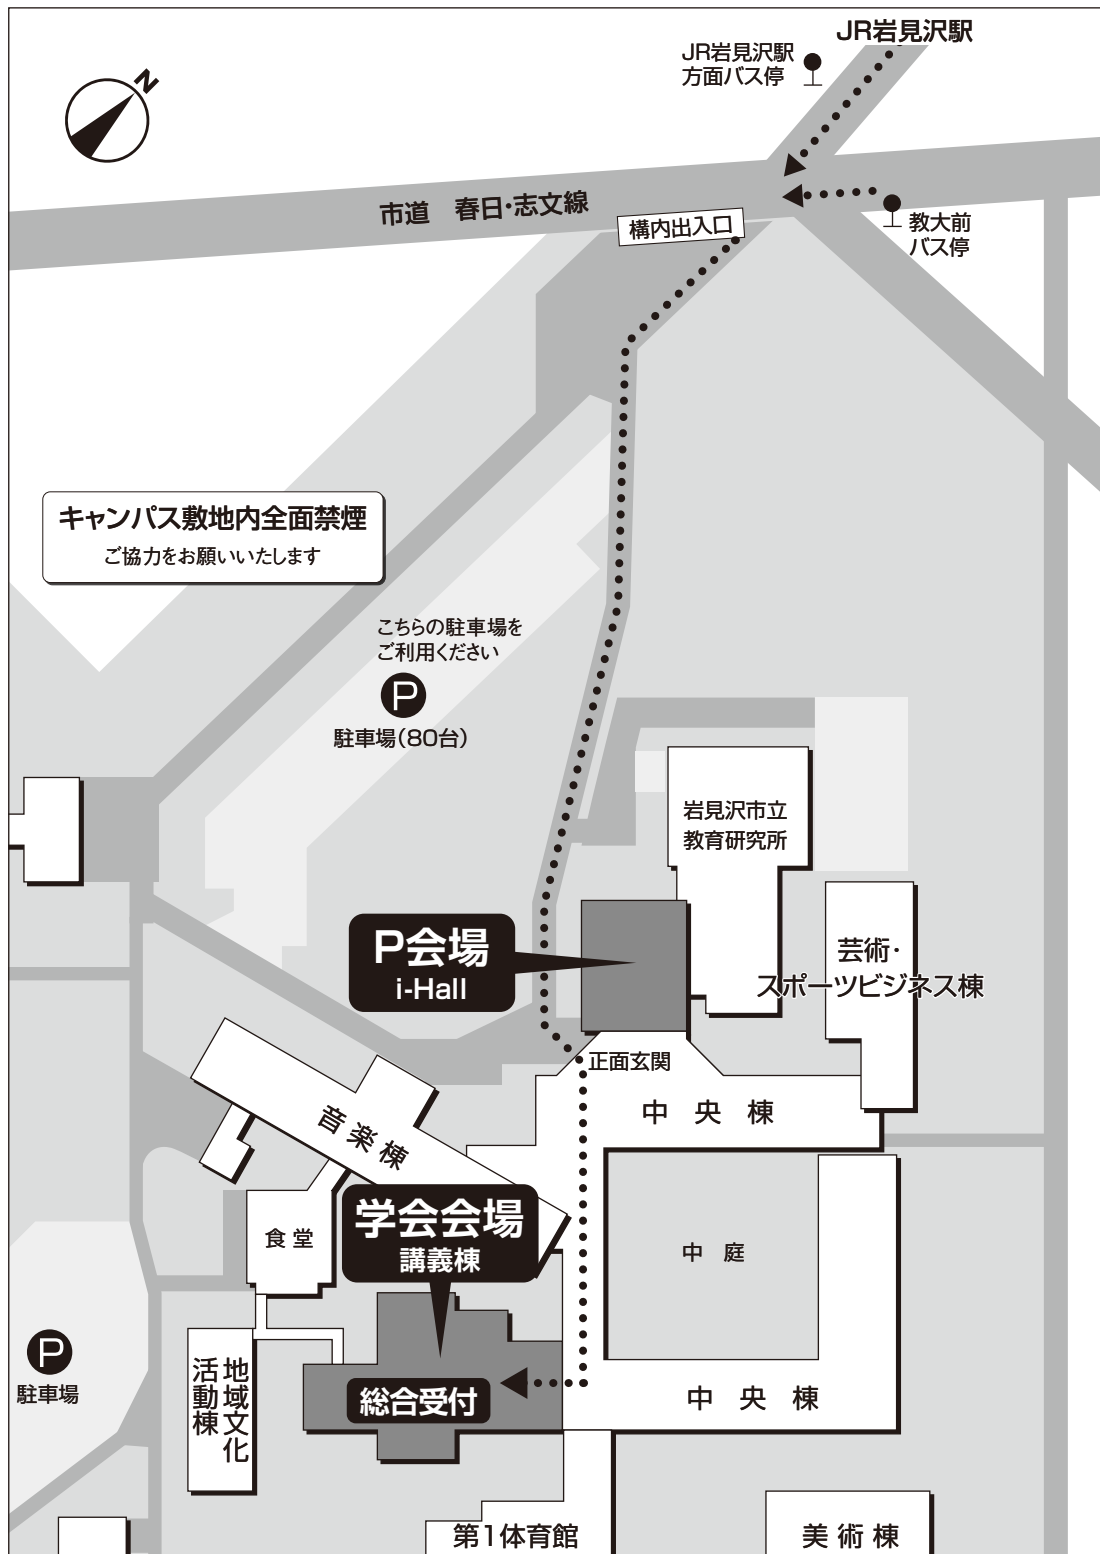 JR岩見沢駅
JR岩見沢駅
方面バス停
N
市道　春日・志文線
構内出入口
教大前
バス停
キャンパス敷地内全面禁煙
ご協力をお願いいたします
こちらの駐車場を
ご利用ください
P
駐車場(80台)
岩見沢市立
教育研究所
P会場
i-Hall
芸術・
スポーツビジネス棟
正面玄関
中央棟
音楽棟
学会会場
講義棟
食堂
中庭
P
駐車場
地域文化
活動棟
総合受付
中央棟
第1体育館
美術棟